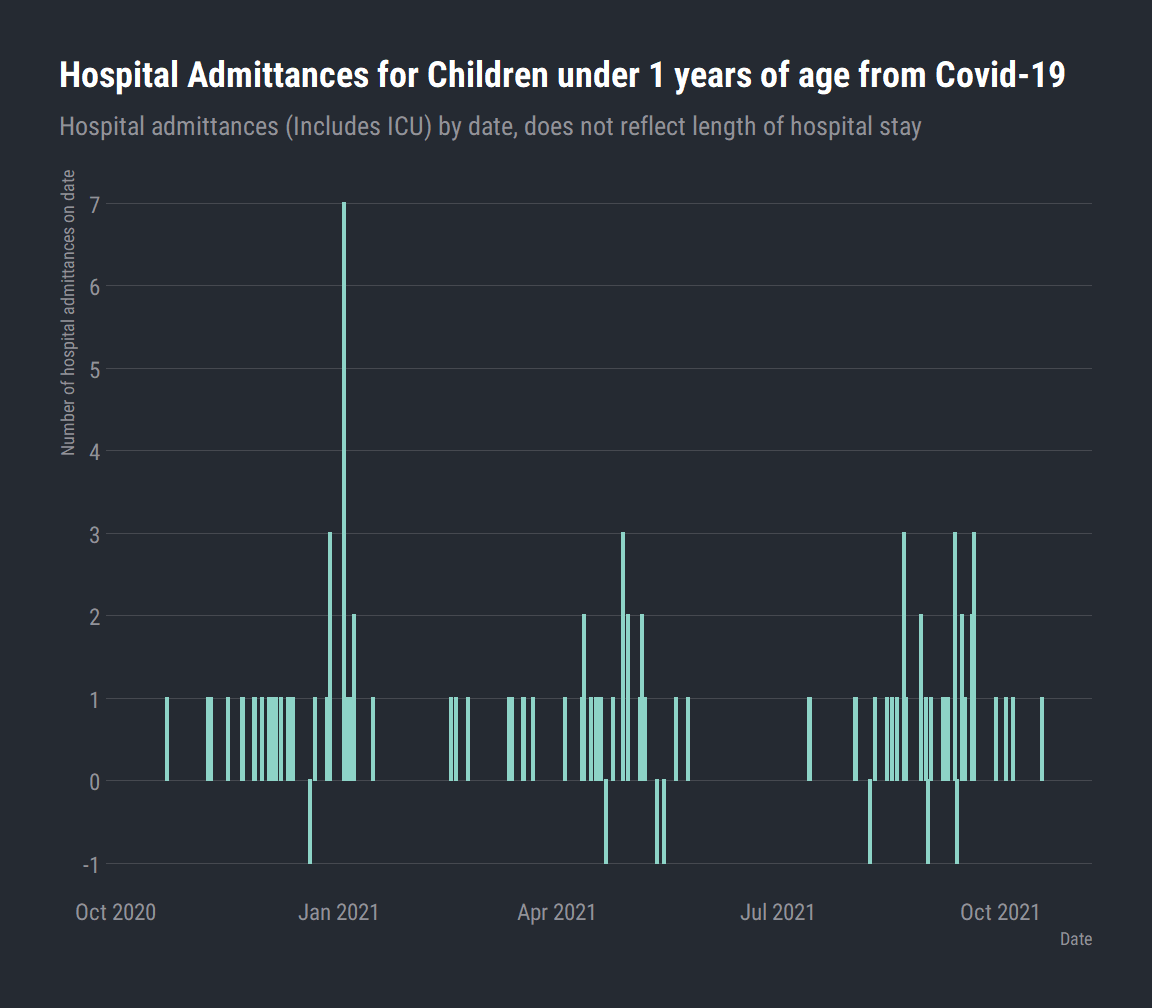 Hospital Admittances for Children under 1 years of age from Covid-19
Hospital admittances (Includes ICU) by date, does not reflect length of hospital stay
Number of hospital admittances on date
7
6
5
4
3
2
1
0
-1
Oct 2020
Jan 2021
Apr 2021
Jul 2021
Oct 2021
Date